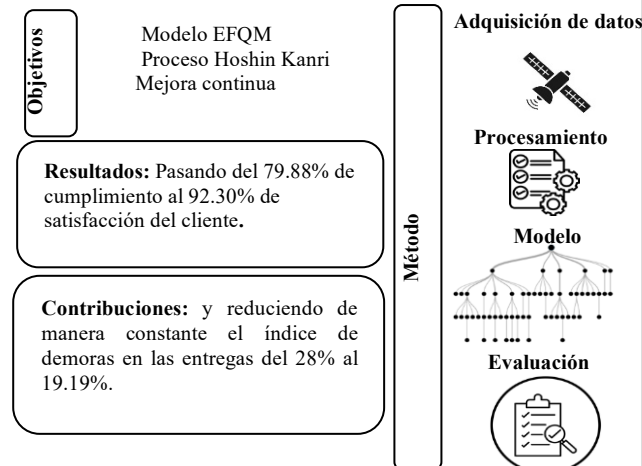 Objetivos
Modelo EFQM
Proceso Hoshin Kanri
Mejora continua
Resultados: Pasando del 79.88% de
cumplimiento al 92.30% de
satisfacción del cliente.
Contribuciones: y reduciendo de
manera constante el índice de
demoras en las entregas del 28% al
19.19%.
Método
Adquisición de datos
Procesamiento
Modelo
Evaluación